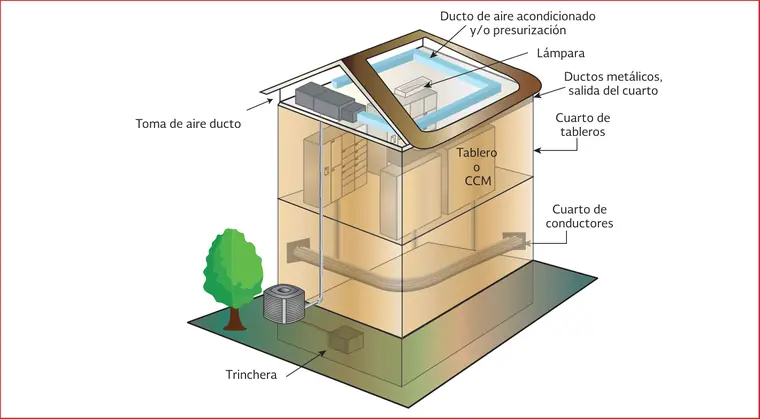 Ducto de aire acondicionado
y/o presurización
Lámpara
Ductos metálicos,
salida del cuarto
Toma de aire ducto
Cuarto de
tableros
Tablero
o
CCM
Cuarto de
conductores
Trinchera